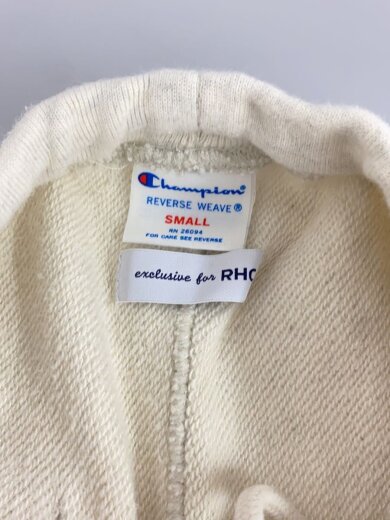 Champion
REVERSE WEAVE®
SMALL
RN 26094
FOR CARE SEE REVERSE
exclusive for RHC